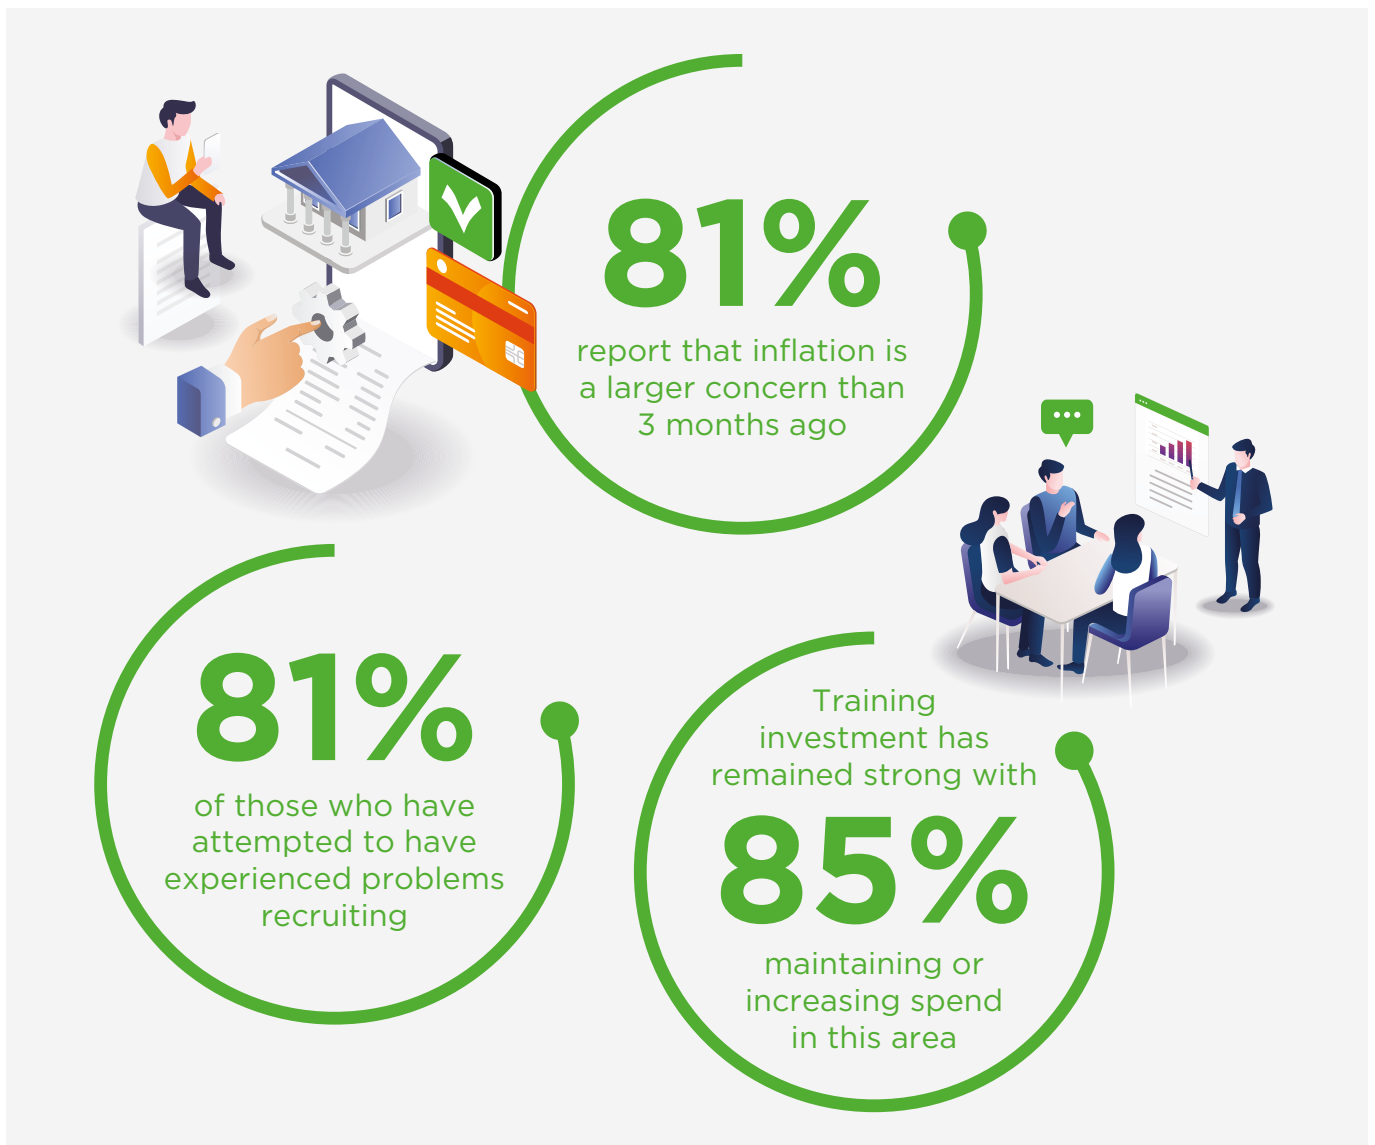 81%
report that inflation is
a larger concern than
3 months ago
81%
of those who have
attempted to have
experienced problems
recruiting
Training
investment has
remained strong with
85%
maintaining or
increasing spend
in this area